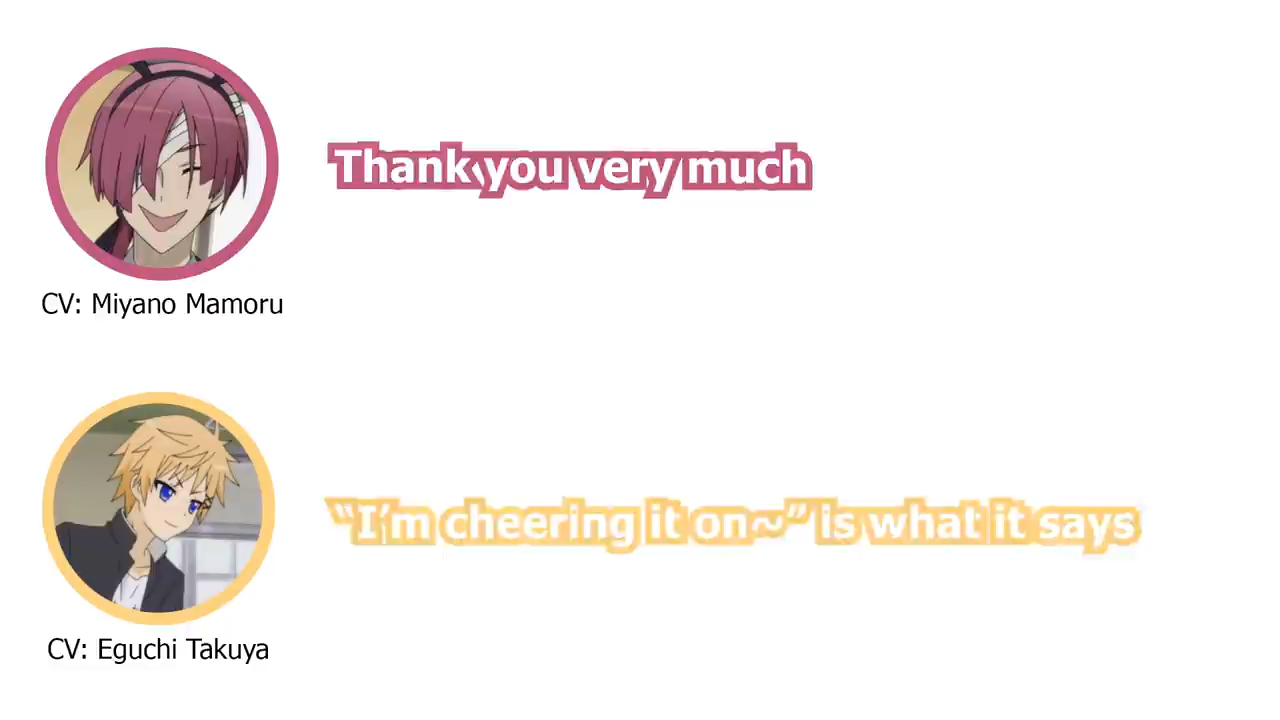 Thank you very much
CV: Miyano Mamoru
“I'm cheering it on~” is what it says
CV: Eguchi Takuya